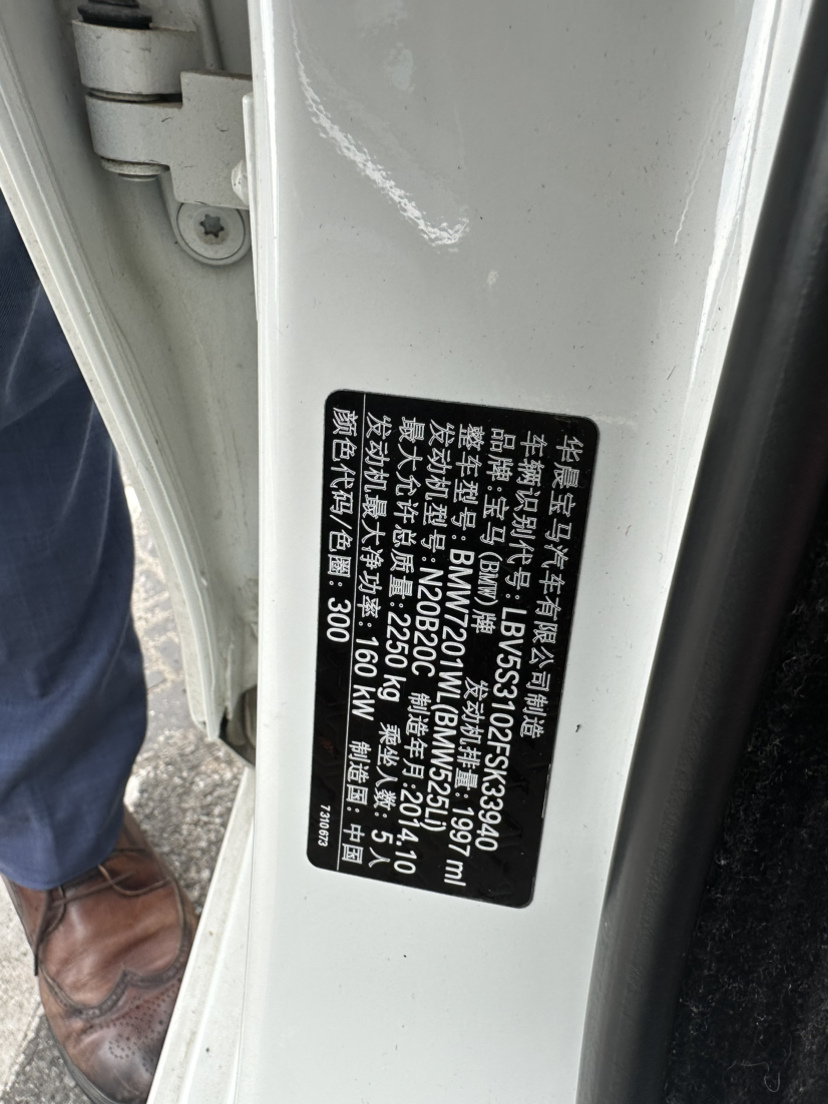 华晨宝马汽车有限公司制造
车辆识别代号:LBV5S3102FSK33940
品牌:宝马(BMW)牌 发动机排量:1997 ml
整车型号:BMW7201WL(BMW525Li)
发动机型号:N20B20C 制造年月:2014.10
最大允许总质量:2250 kg 乘坐人数:5人
发动机最大净功率:160 kW 制造国:中国
颜色代码/色圈:300
7310673